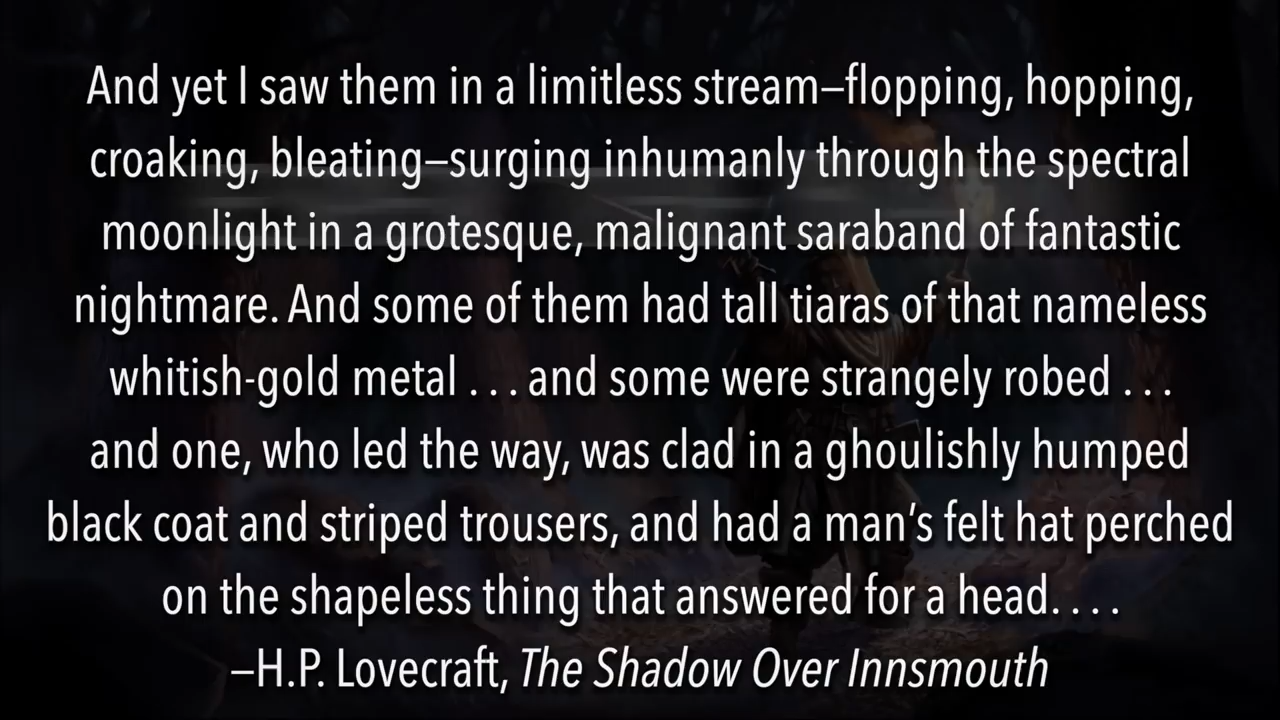 And yet I saw them in a limitless stream—flopping, hopping,
croaking, bleating—surging inhumanly through the spectral
moonlight in a grotesque, malignant saraband of fantastic
nightmare. And some of them had tall tiaras of that nameless
whitish-gold metal . . . and some were strangely robed . . .
and one, who led the way, was clad in a ghoulishly humped
black coat and striped trousers, and had a man’s felt hat perched
on the shapeless thing that answered for a head. . . .
—H.P. Lovecraft, The Shadow Over Innsmouth